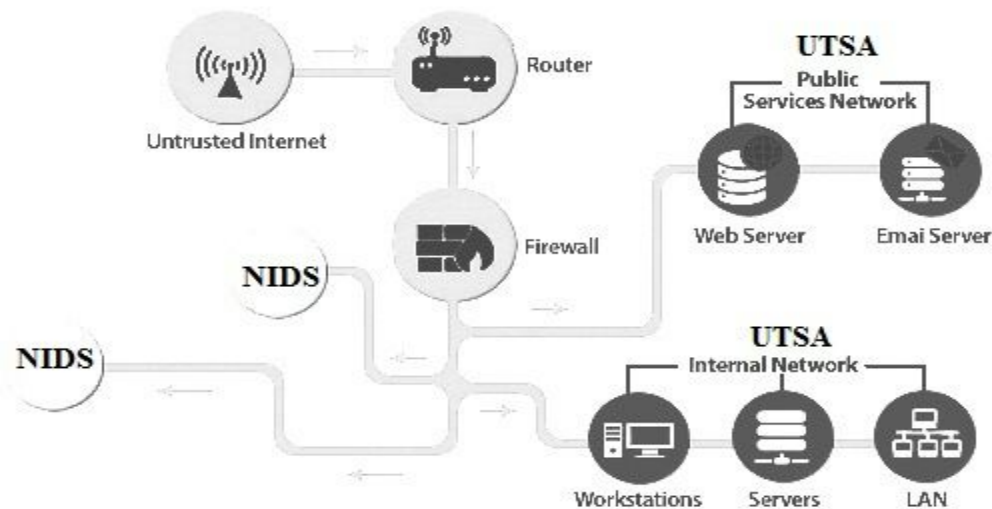 Untrusted Internet
Router
UTSA
Public
Services Network
Web Server
Emai Server
Firewall
NIDS
NIDS
UTSA
Internal Network
Workstations
Servers
LAN